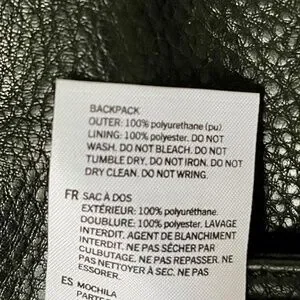 BACKPACK
OUTER: 100% polyurethane (pu)
LINING: 100% polyester. DO NOT
WASH. DO NOT BLEACH. DO NOT
TUMBLE DRY. DO NOT IRON. DO NOT
DRY CLEAN. DO NOT WRING.
FR SAC À DOS
EXTÉRIEUR: 100% polyuréthane.
DOUBLURE: 100% polyester. LAVAGE
INTERDIT. AGENT DE BLANCHIMENT
INTERDIT. NE PAS SÉCHER PAR
CULBUTAGE. NE PAS REPASSER. NE
PAS NETTOYER À SEC. NE PAS
ESSORER.
ES MOCHILA